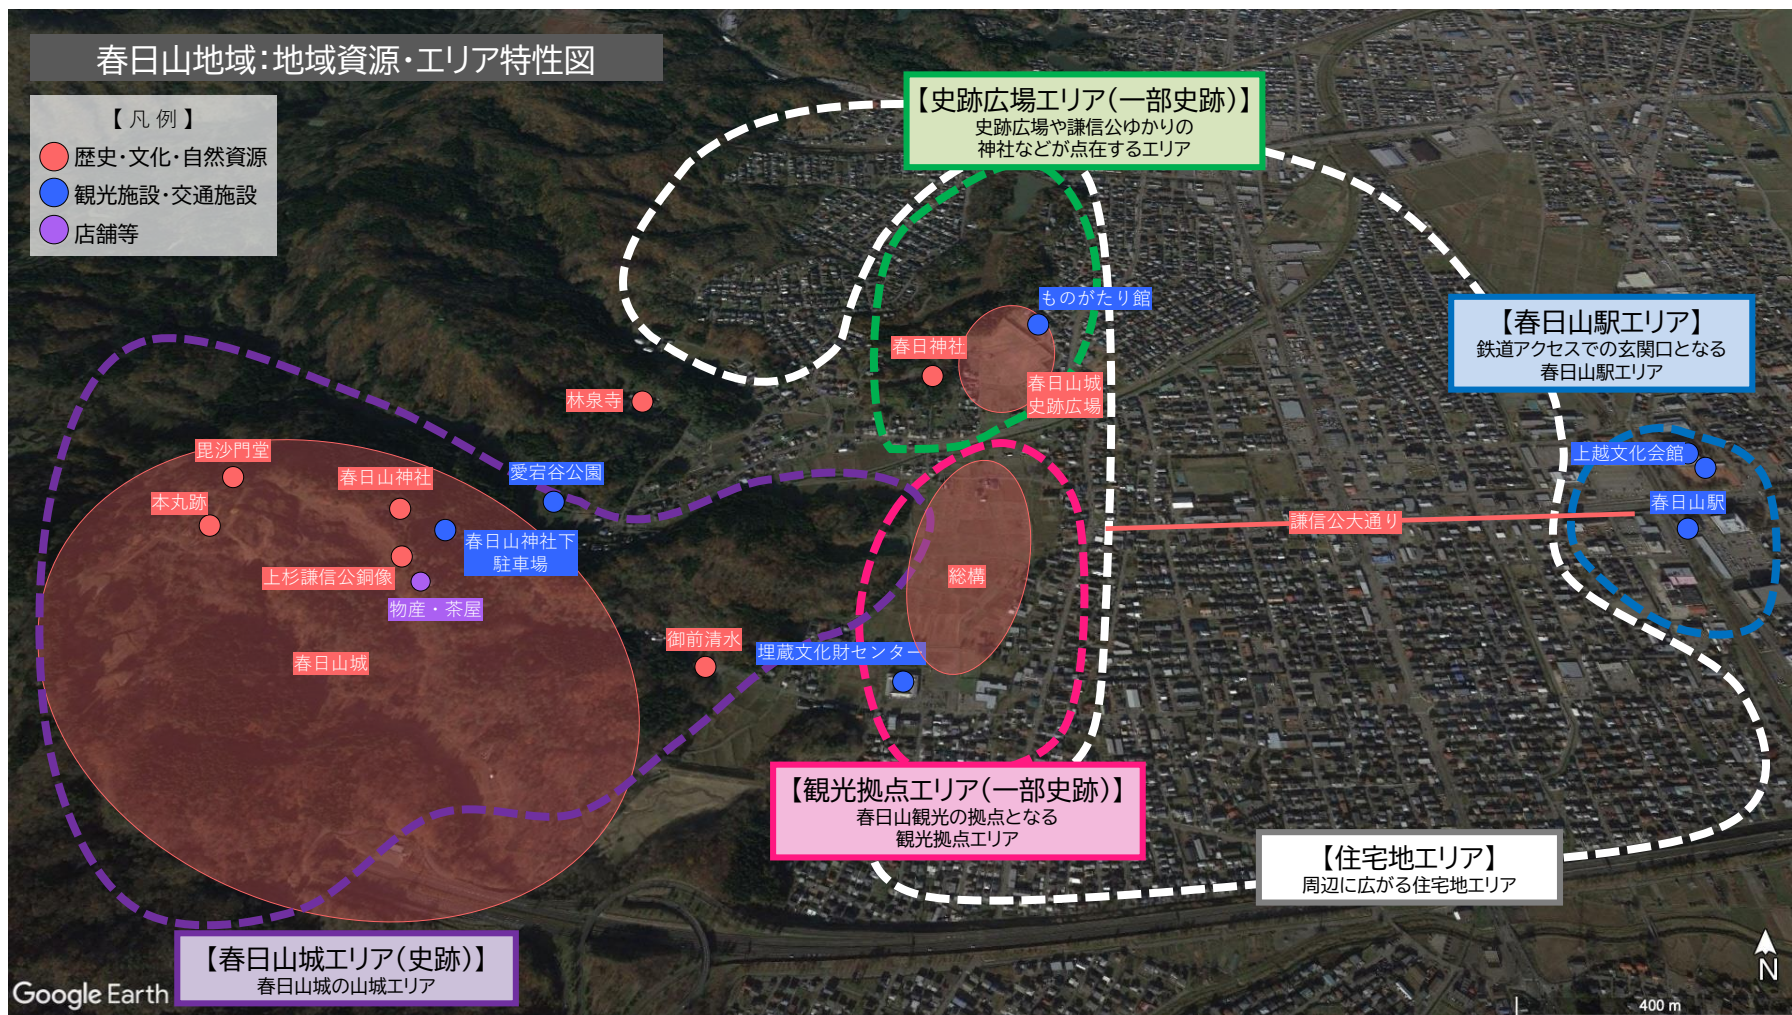 春日山地域：地域資源・エリア特性図
【 凡 例 】
歴史・文化・自然資源
観光施設・交通施設
店舗等
【史跡広場エリア（一部史跡）】
史跡広場や謙信公ゆかりの
神社などが点在するエリア
ものがたり館
春日神社
春日山城
史跡広場
【春日山駅エリア】
鉄道アクセスでの玄関口となる
春日山駅エリア
林泉寺
毘沙門堂
春日山神社
愛宕谷公園
本丸跡
春日山神社下
駐車場
上杉謙信公銅像
物産・茶屋
春日山城
上越文化会館
春日山駅
謙信公大通り
総構
御前清水
埋蔵文化財センター
【観光拠点エリア（一部史跡）】
春日山観光の拠点となる
観光拠点エリア
【住宅地エリア】
周辺に広がる住宅地エリア
【春日山城エリア（史跡）】
春日山城の山城エリア
Google Earth
N
400 m